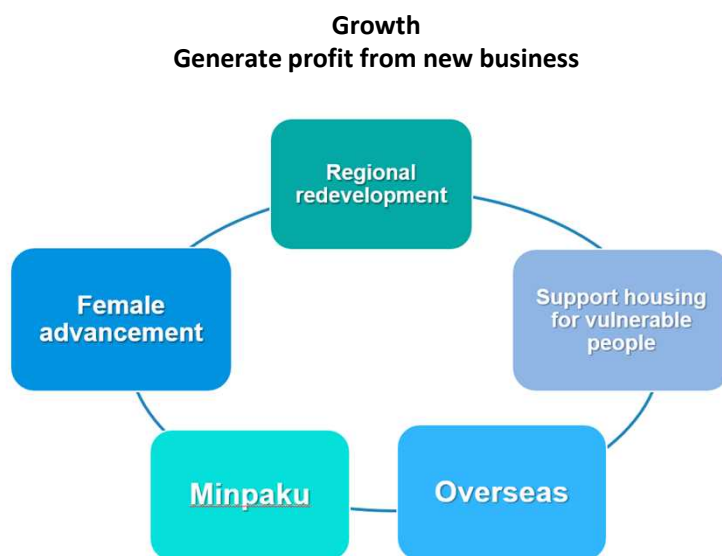 Growth
Generate profit from new business
Regional
redevelopment
Female
advancement
Support housing
for vulnerable
people
Minpaku
Overseas